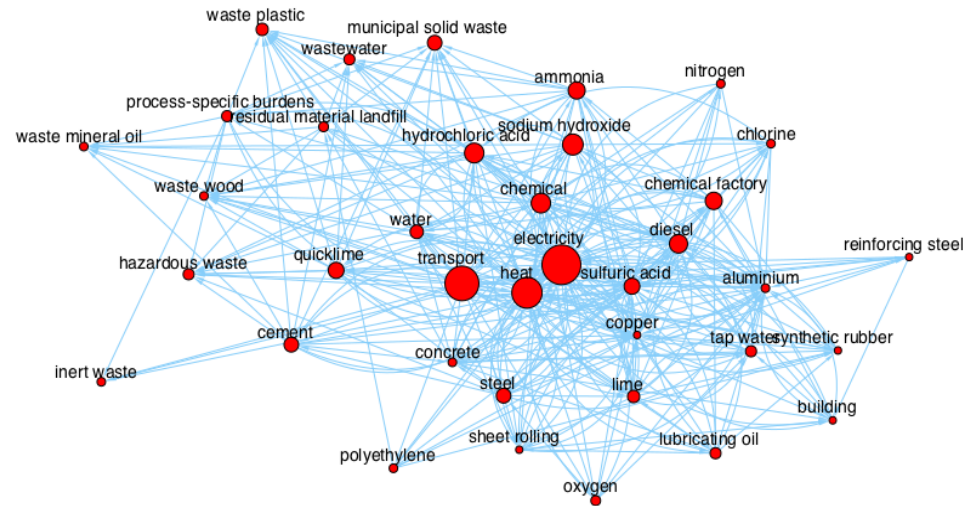 waste plastic
municipal solid waste
wastewater
ammonia
nitrogen
process-specific burdens
residual material landfill
waste mineral oil
hydrochloric acid
sodium hydroxide
chlorine
waste wood
chemical
chemical factory
water
electricity
diesel
reinforcing steel
hazardous waste
quicklime
transport
heat
sulfuric acid
aluminium
cement
copper
tap water
synthetic rubber
inert waste
concrete
steel
lime
building
polyethylene
sheet rolling
lubricating oil
oxygen